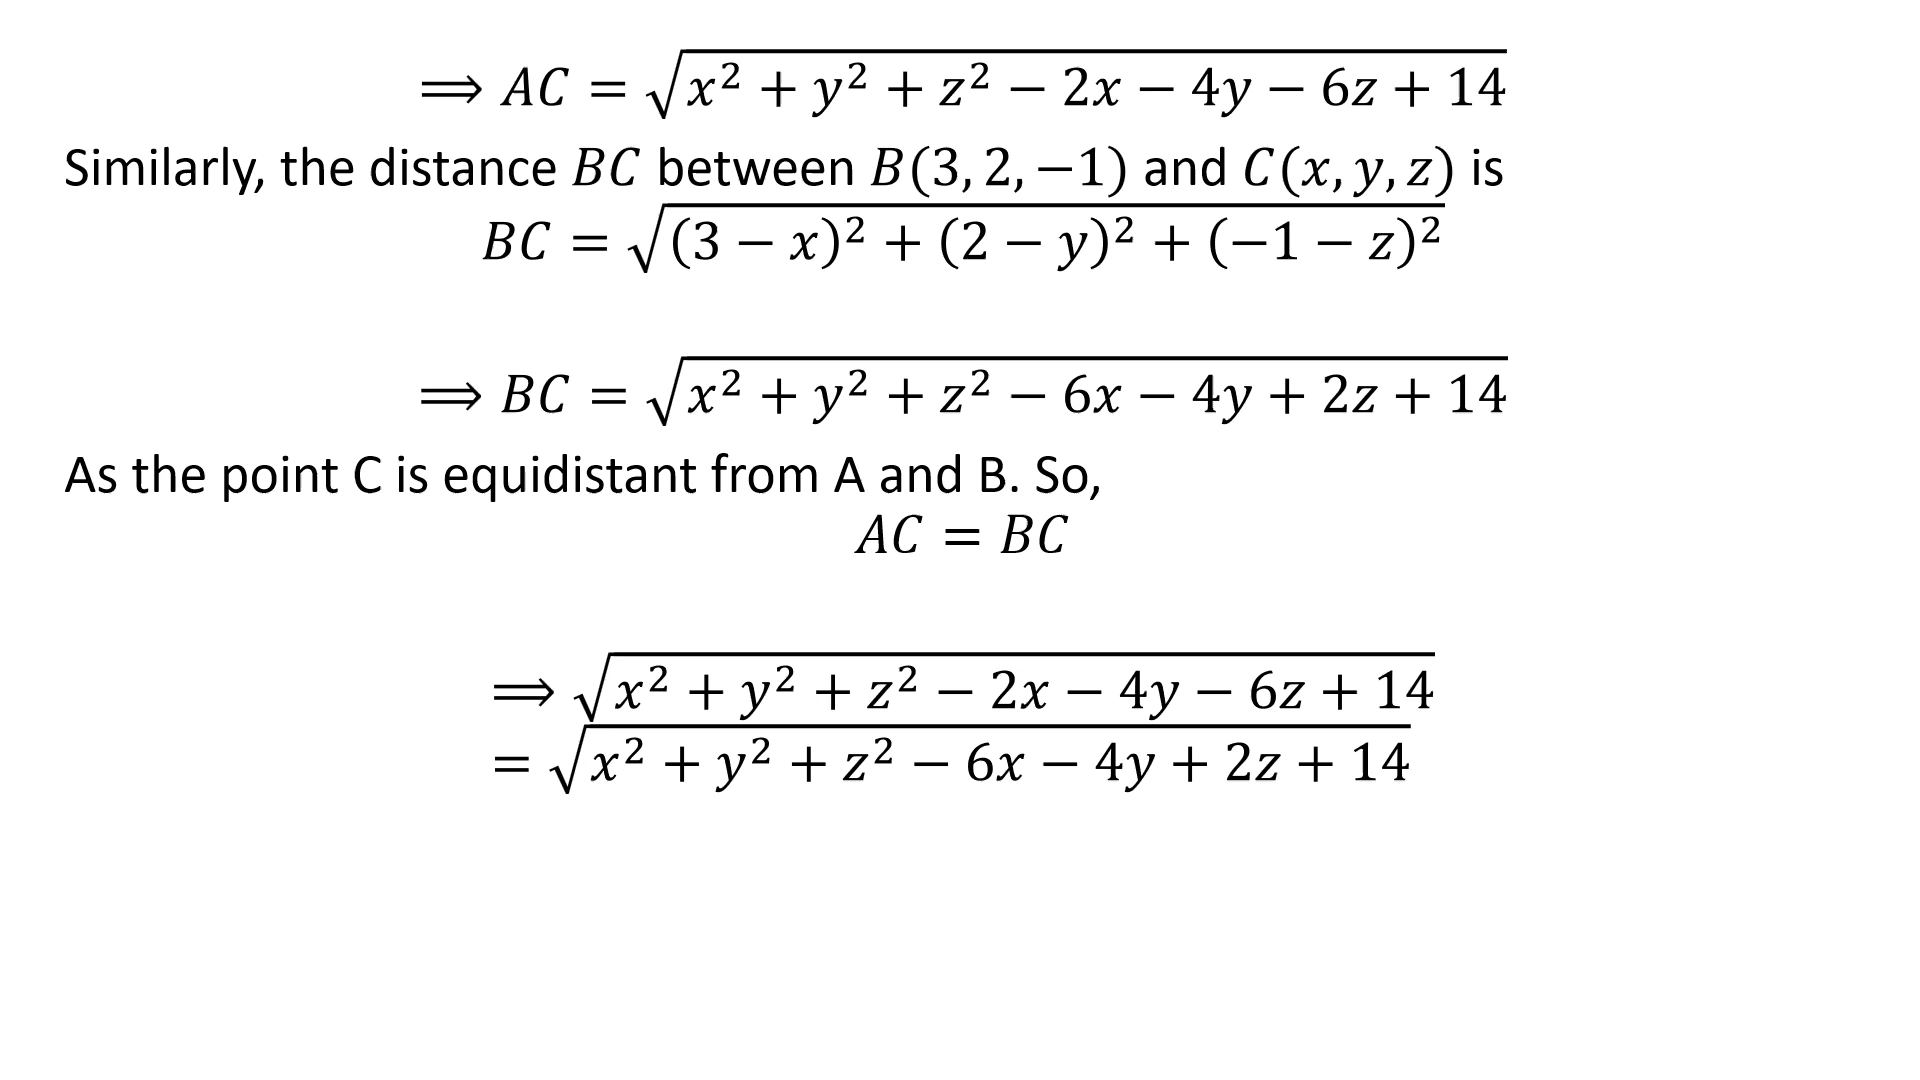 ⟹ 𝐴𝐶 = √(𝑥² + 𝑦² + 𝑧² − 2𝑥 − 4𝑦 − 6𝑧 + 14)
Similarly, the distance 𝐵𝐶 between 𝐵(3, 2, −1) and 𝐶(𝑥, 𝑦, 𝑧) is
𝐵𝐶 = √((3 − 𝑥)² + (2 − 𝑦)² + (−1 − 𝑧)²)
⟹ 𝐵𝐶 = √(𝑥² + 𝑦² + 𝑧² − 6𝑥 − 4𝑦 + 2𝑧 + 14)
As the point C is equidistant from A and B. So,
𝐴𝐶 = 𝐵𝐶
⟹ √(𝑥² + 𝑦² + 𝑧² − 2𝑥 − 4𝑦 − 6𝑧 + 14)
= √(𝑥² + 𝑦² + 𝑧² − 6𝑥 − 4𝑦 + 2𝑧 + 14)